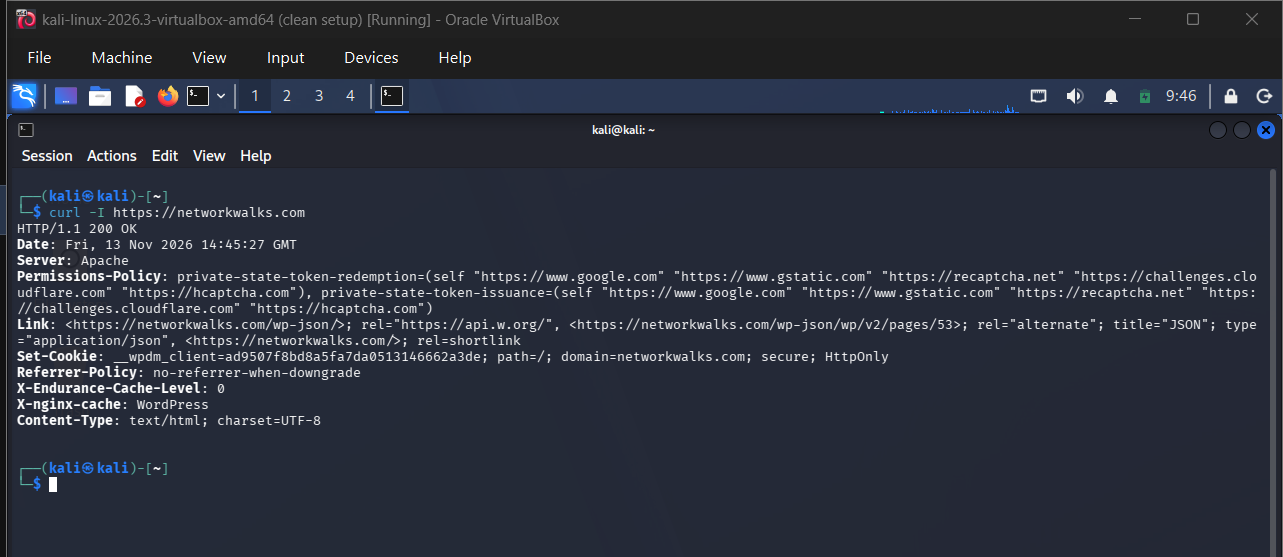 kali-linux-2026.3-virtualbox-amd64 (clean setup) [Running] - Oracle VirtualBox
File Machine View Input Devices Help
1 2 3 4 9:46
kali@kali: ~
Session Actions Edit View Help
┌──(kali㉿kali)-[~]
└─$ curl -I https://networkwalks.com
HTTP/1.1 200 OK
Date: Fri, 13 Nov 2026 14:45:27 GMT
Server: Apache
Permissions-Policy: private-state-token-redemption=(self "https://www.google.com" "https://www.gstatic.com" "https://recaptcha.net" "https://challenges.clo
udflare.com" "https://hcaptcha.com"), private-state-token-issuance=(self "https://www.google.com" "https://www.gstatic.com" "https://recaptcha.net" "https:
//challenges.cloudflare.com" "https://hcaptcha.com")
Link: <https://networkwalks.com/wp-json/>; rel="https://api.w.org/", <https://networkwalks.com/wp-json/wp/v2/pages/53>; rel="alternate"; title="JSON"; type
="application/json", <https://networkwalks.com/>; rel=shortlink
Set-Cookie: __wpdm_client=ad9507f8bd8a5fa7da0513146662a3de; path=/; domain=networkwalks.com; secure; HttpOnly
Referrer-Policy: no-referrer-when-downgrade
X-Endurance-Cache-Level: 0
X-nginx-cache: WordPress
Content-Type: text/html; charset=UTF-8
┌──(kali㉿kali)-[~]
└─$